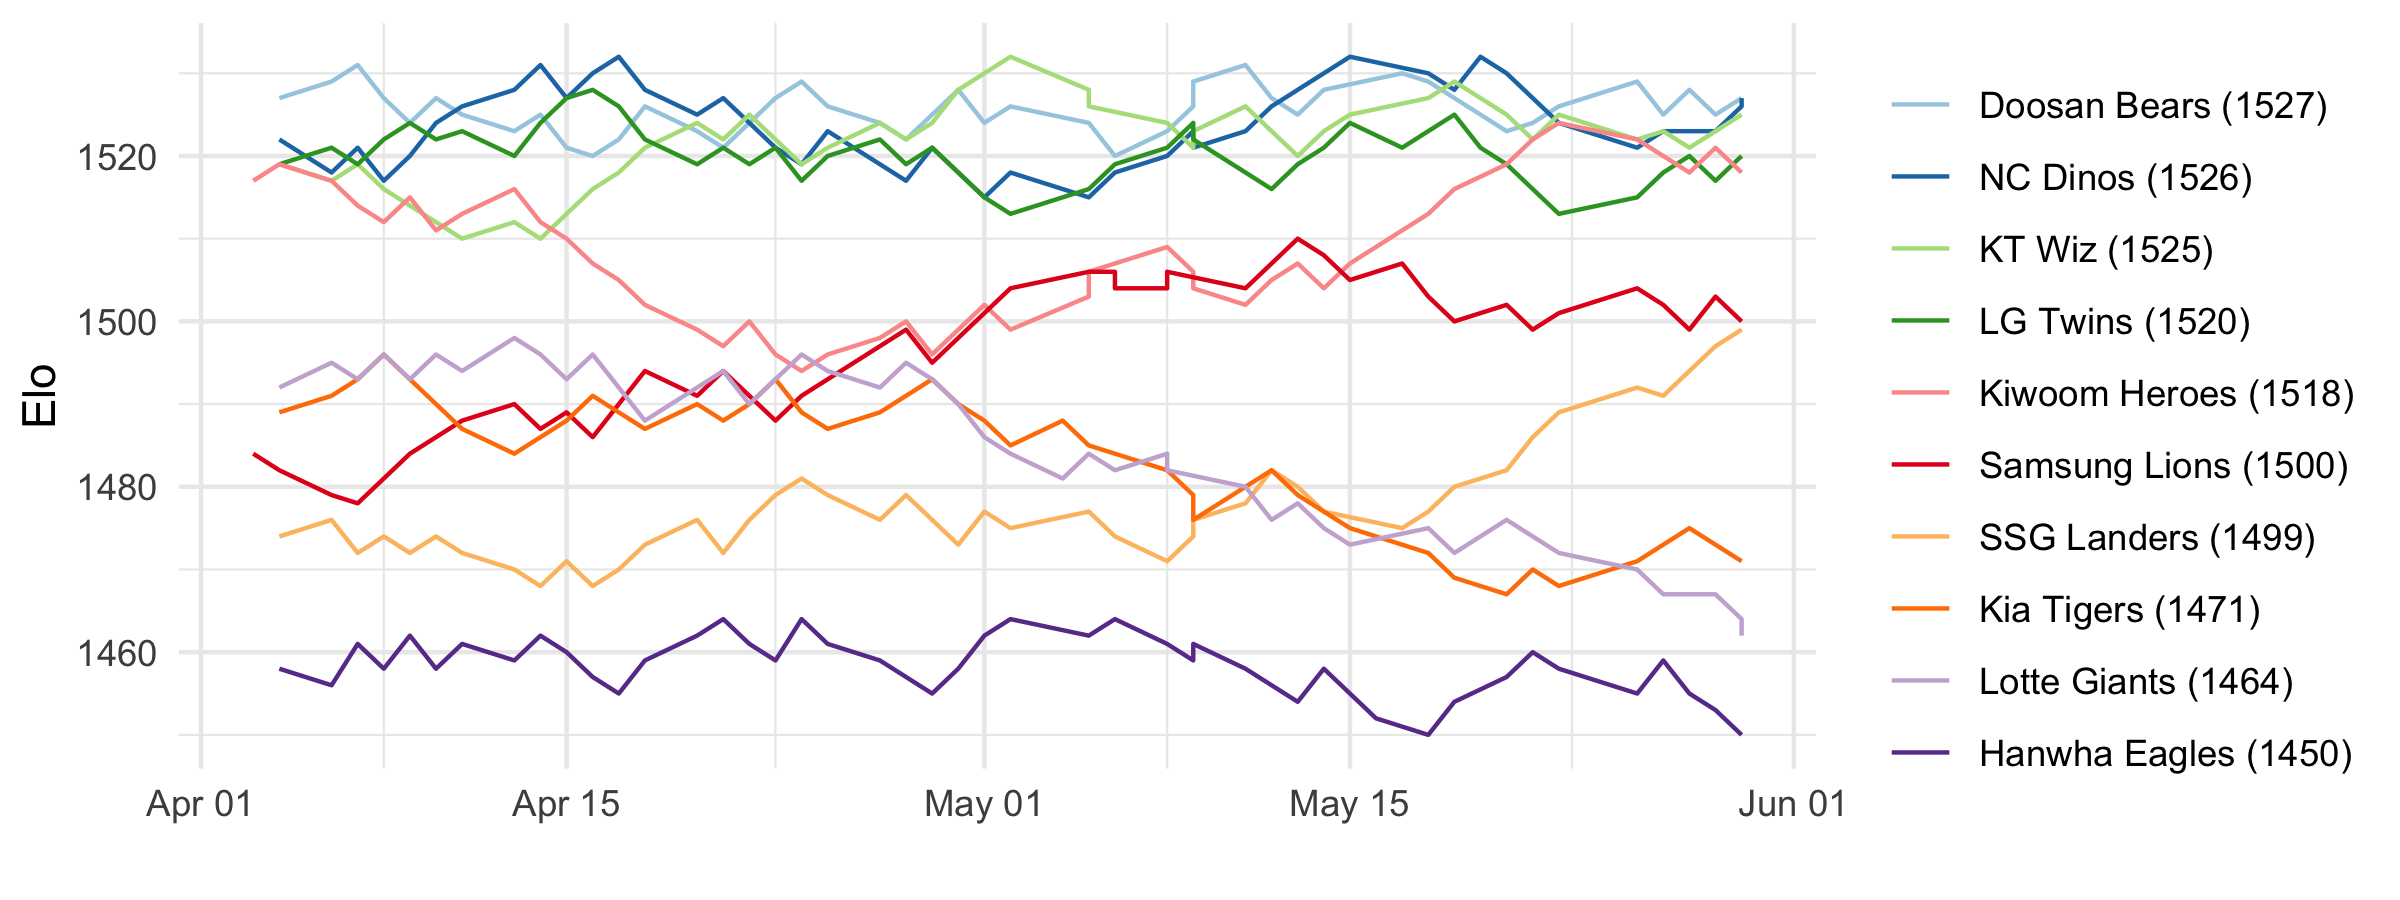 Elo
1520
1500
1480
1460
Apr 01
Apr 15
May 01
May 15
Jun 01
Doosan Bears (1527)
NC Dinos (1526)
KT Wiz (1525)
LG Twins (1520)
Kiwoom Heroes (1518)
Samsung Lions (1500)
SSG Landers (1499)
Kia Tigers (1471)
Lotte Giants (1464)
Hanwha Eagles (1450)